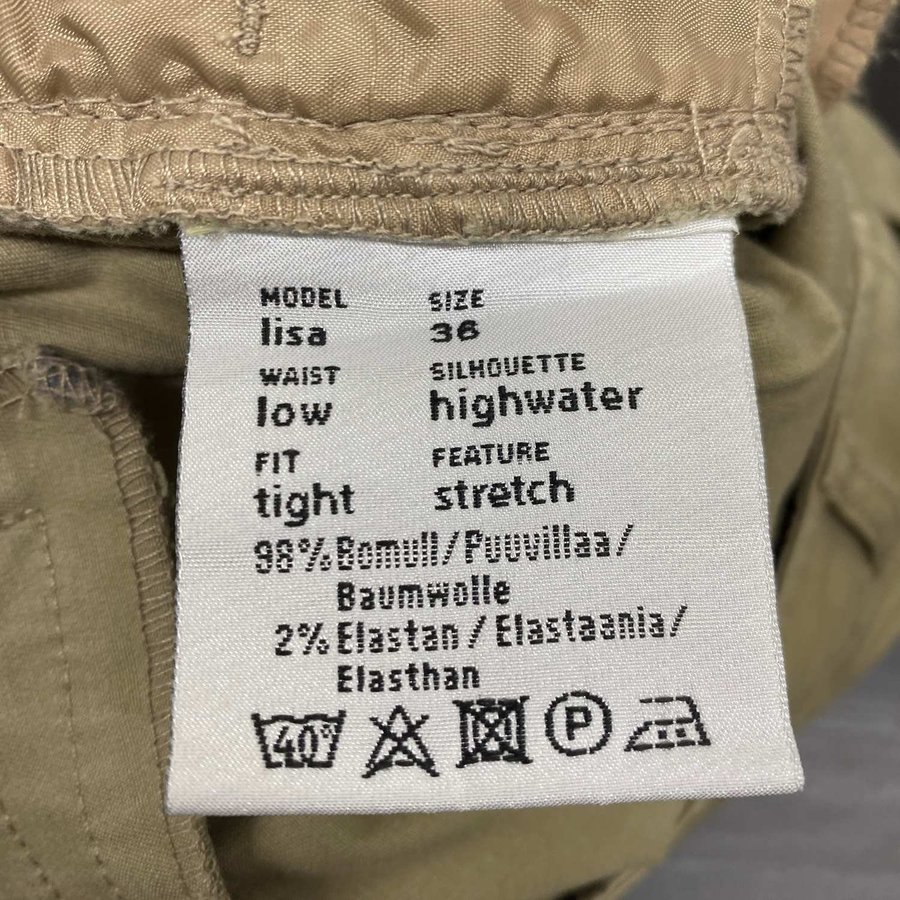 MODEL SIZE
lisa 36
WAIST SILHOUETTE
low highwater
FIT FEATURE
tight stretch
98% Bomull/Puuvillaa/
Baumwolle
2% Elastan/Elastaania/
Elasthan
40° P